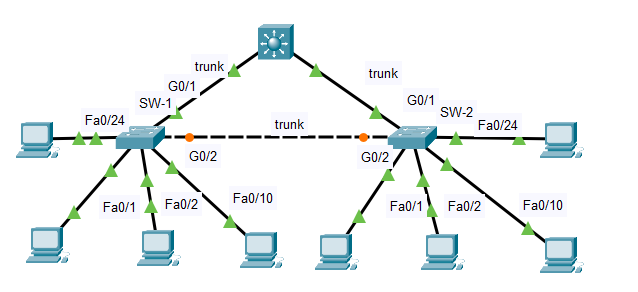 trunk
trunk
G0/1
G0/1
SW-1
SW-2
Fa0/24
trunk
Fa0/24
G0/2
G0/2
Fa0/1
Fa0/2
Fa0/10
Fa0/1
Fa0/2
Fa0/10